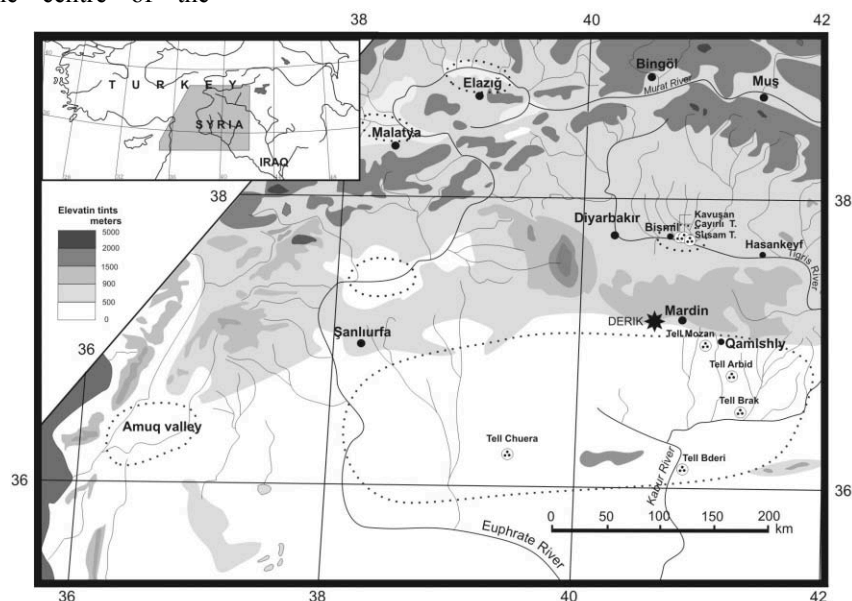 centre of the
38
40
42
TURKEY
SYRIA
IRAQ
Elazığ
Bingöl
Murat River
Muş
Malatya
38
38
Elevatin tints
meters
5000
2000
1500
900
500
0
Diyarbakır
Bismil
Kavuşan
Çayırlı T.
Hasankeyf
Tigris River
36
Şanlıurfa
DERIK
Mardin
Tell Mozan
Qamlshly
Tell Arbid
Tell Brak
Amuq valley
Tell Chuera
Tell Bderi
Kabur River
36
36
0 50 100 125 150 200
km
Euphrate River
36
38
40
42